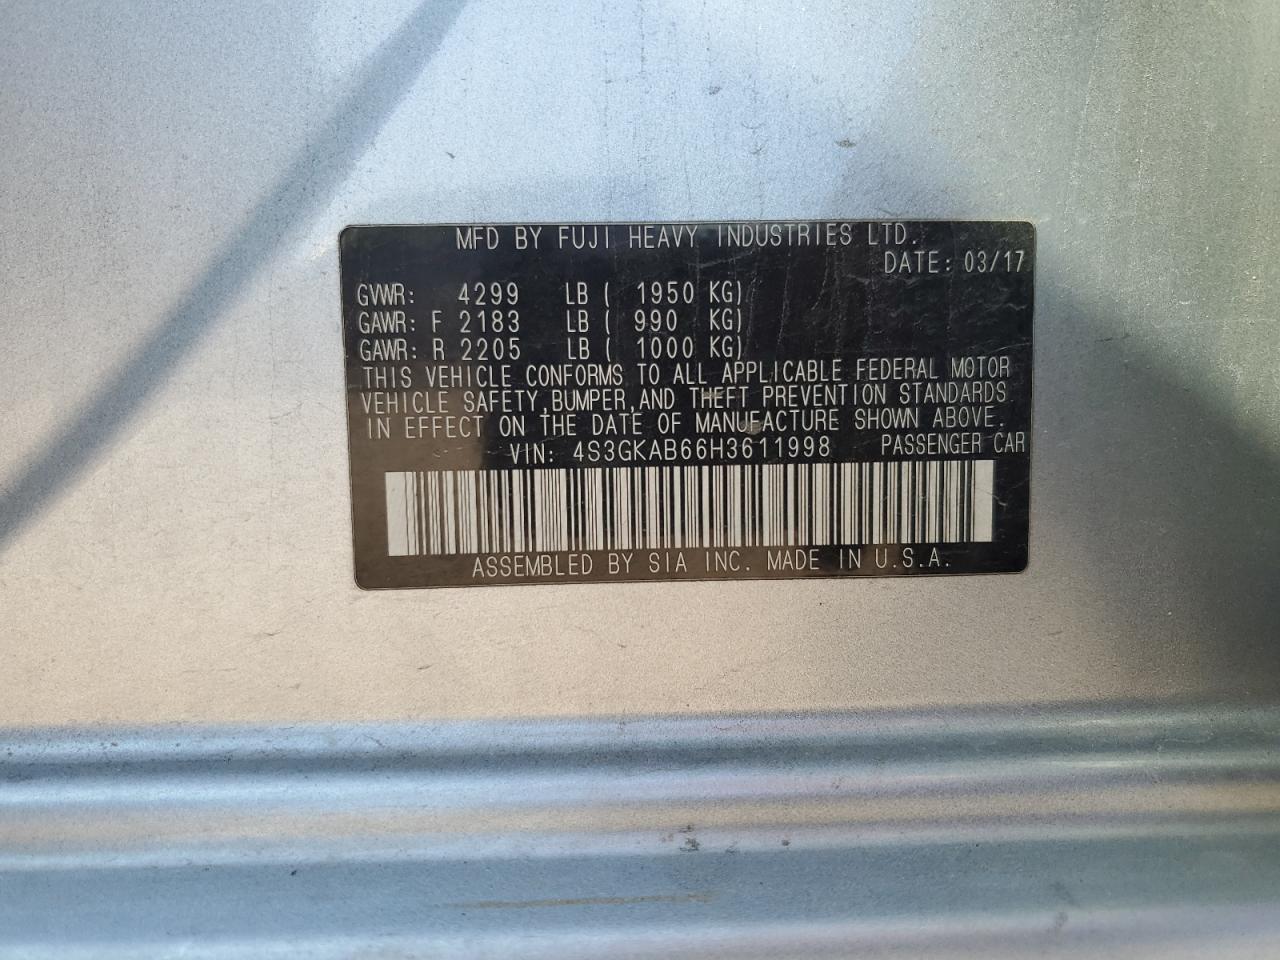 MFD BY FUJI HEAVY INDUSTRIES LTD.
DATE: 03/17
GVWR: 4299 LB ( 1950 KG)
GAWR: F 2183 LB ( 990 KG)
GAWR: R 2205 LB ( 1000 KG)
THIS VEHICLE CONFORMS TO ALL APPLICABLE FEDERAL MOTOR
VEHICLE SAFETY,BUMPER,AND THEFT PREVENTION STANDARDS
IN EFFECT ON THE DATE OF MANUFACTURE SHOWN ABOVE.
VIN: 4S3GKAB66H3611998 PASSENGER CAR
ASSEMBLED BY SIA INC. MADE IN U.S.A.